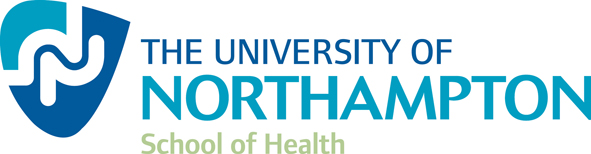 THE UNIVERSITY OF
NORTHAMPTON
School of Health